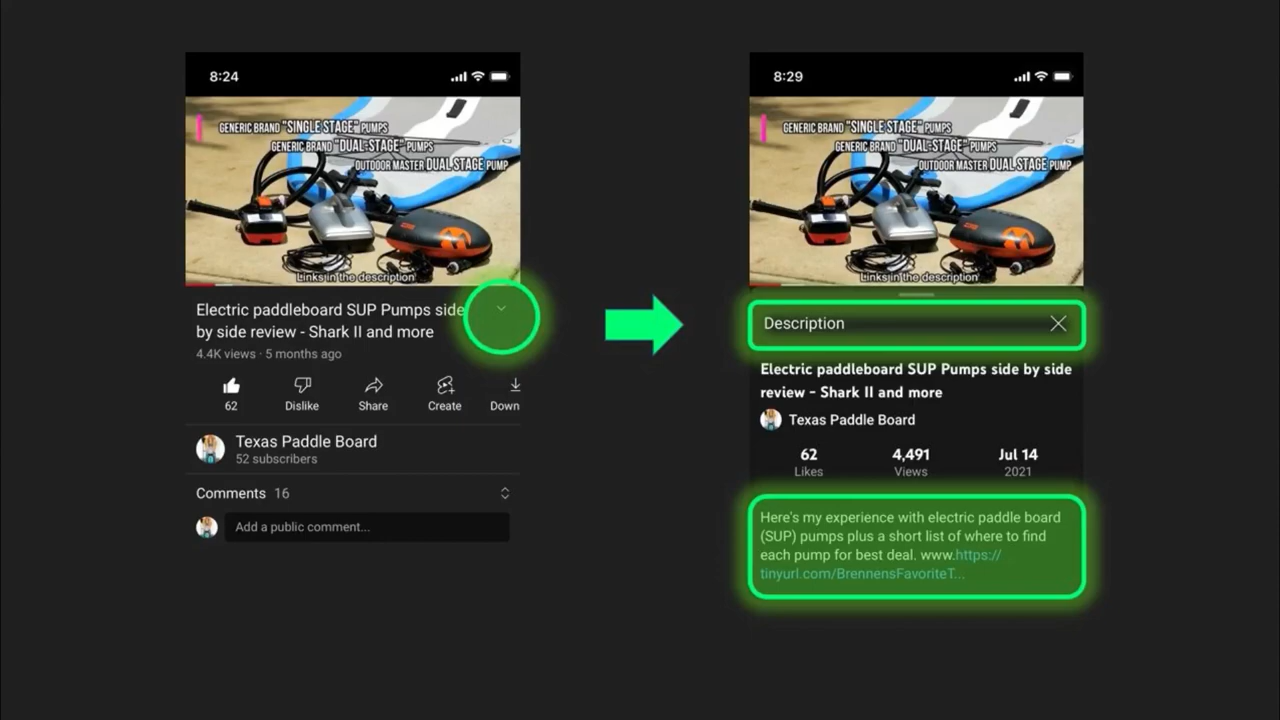 8:24
GENERIC BRAND "SINGLE STAGE" PUMPS
GENERIC BRAND "DUAL-STAGE" PUMPS
OUTDOOR MASTER DUAL STAGE PUMP
Links in the description
Electric paddleboard SUP Pumps side
by side review - Shark II and more
4.4K views · 5 months ago
62
Dislike
Share
Create
Down
Texas Paddle Board
52 subscribers
Comments 16
Add a public comment...
8:29
GENERIC BRAND "SINGLE STAGE" PUMPS
GENERIC BRAND "DUAL-STAGE" PUMPS
OUTDOOR MASTER DUAL STAGE PUMP
Links in the description
Description
Electric paddleboard SUP Pumps side by side
review - Shark II and more
Texas Paddle Board
62 4,491 Jul 14
Likes Views 2021
Here's my experience with electric paddle board
(SUP) pumps plus a short list of where to find
each pump for best deal. www.https://
tinyurl.com/BrennensFavoriteT...